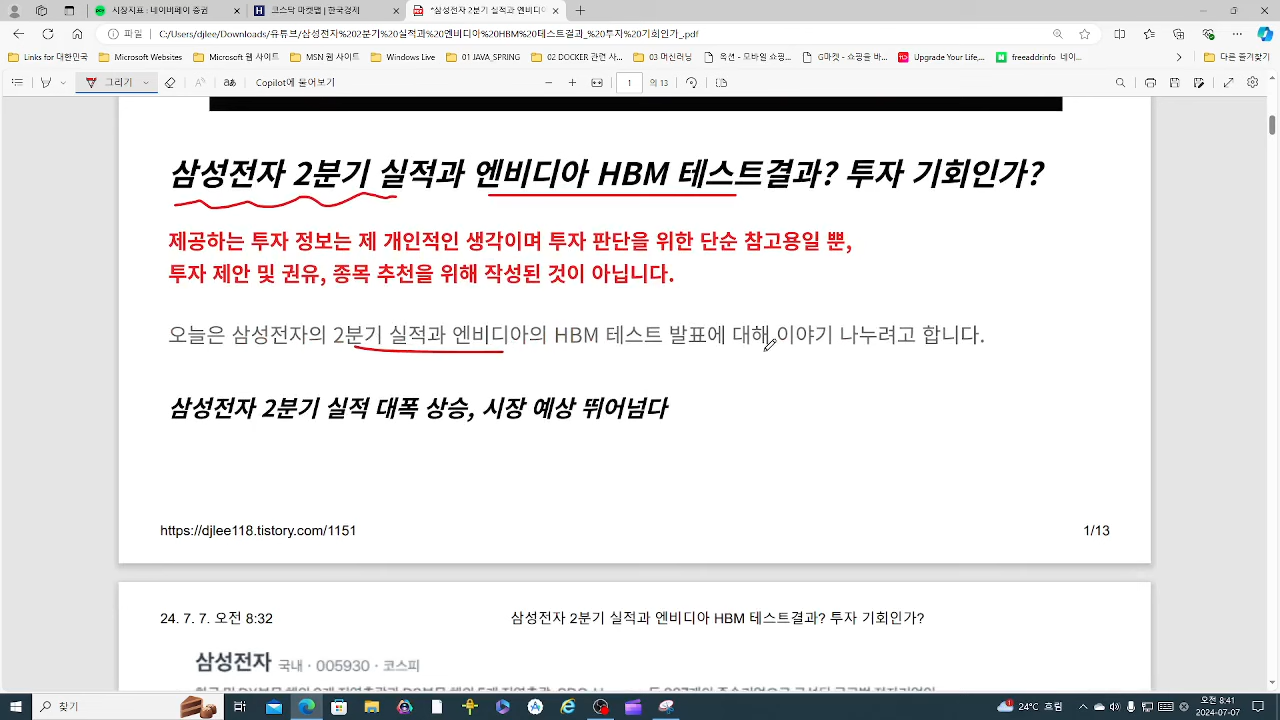 시장지표 : 네이버페이 증권
코스닥 마켓맵 | 한국경제
*삼성전자 2분기 실적과 엔비디아
파일
C:/Users/djlee/Downloads/유튜브/삼성전자%202분기%20실적과%20엔비디아%20HBM%20테스트결과_%20투자%20기회인가_.pdf
Links for 대한민국
Microsoft Websites
Microsoft 웹 사이트
MSN 웹 사이트
Windows Live
01 JAVA,SPRING
02 DOCKER 관련 사...
03 머신러닝
옥션 - 모바일 쇼핑...
G마켓 - 쇼핑을 바꾸...
Upgrade Your Life,...
freeaddrinfo 네이...
다른 즐겨찾기
그리기
Copilot에 물어보기
1
의 13
삼성전자 2분기 실적과 엔비디아 HBM 테스트결과? 투자 기회인가?
제공하는 투자 정보는 제 개인적인 생각이며 투자 판단을 위한 단순 참고용일 뿐,
투자 제안 및 권유, 종목 추천을 위해 작성된 것이 아닙니다.
오늘은 삼성전자의 2분기 실적과 엔비디아의 HBM 테스트 발표에 대해 이야기 나누려고 합니다.
삼성전자 2분기 실적 대폭 상승, 시장 예상 뛰어넘다
https://djlee118.tistory.com/1151
1/13
24. 7. 7. 오전 8:32
삼성전자 2분기 실적과 엔비디아 HBM 테스트결과? 투자 기회인가?
삼성전자 국내 · 005930 · 코스피
찾기
24°C 흐림
오전 8:41
2024-07-07